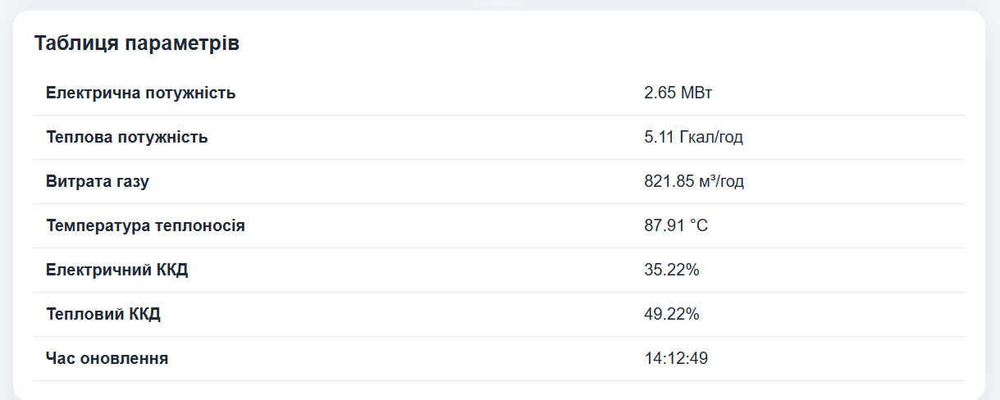 Таблиця параметрів
Електрична потужність 2.65 МВт
Теплова потужність 5.11 Гкал/год
Витрата газу 821.85 м³/год
Температура теплоносія 87.91 °C
Електричний ККД 35.22%
Тепловий ККД 49.22%
Час оновлення 14:12:49